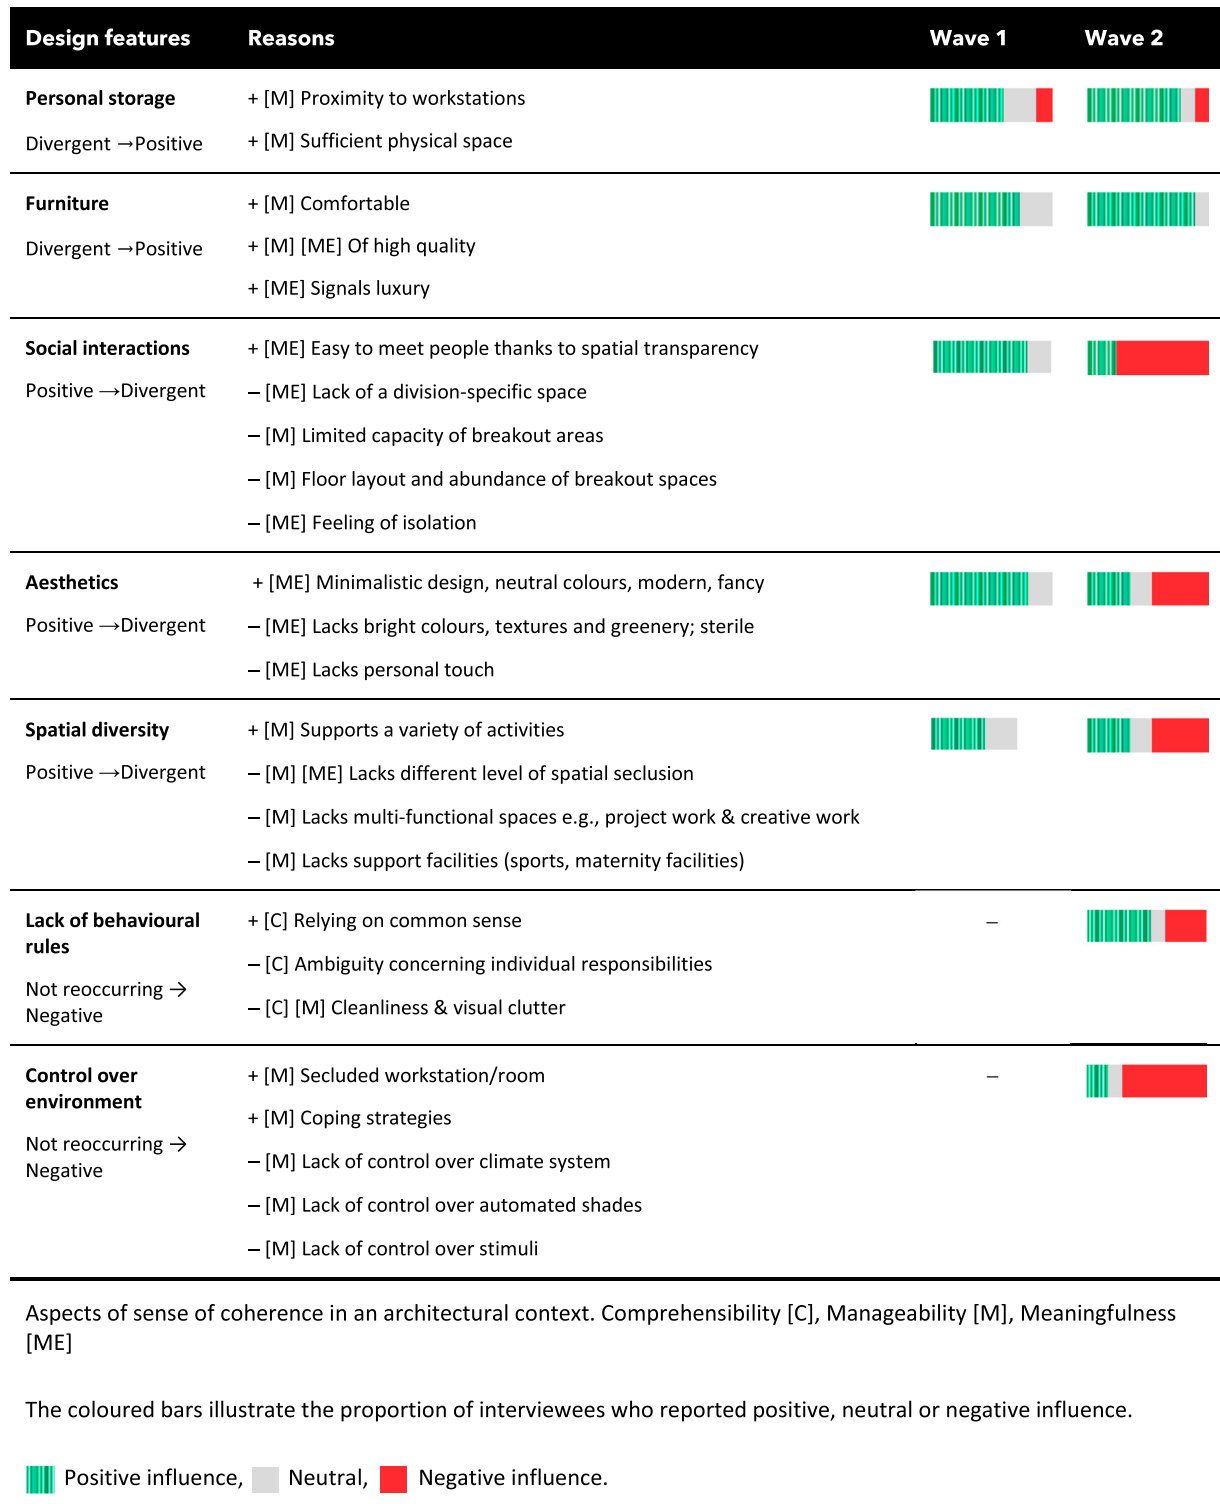 Design features Reasons Wave 1 Wave 2
Personal storage + [M] Proximity to workstations
Divergent →Positive + [M] Sufficient physical space
Furniture + [M] Comfortable
Divergent →Positive + [M] [ME] Of high quality
+ [ME] Signals luxury
Social interactions + [ME] Easy to meet people thanks to spatial transparency
Positive →Divergent – [ME] Lack of a division-specific space
– [M] Limited capacity of breakout areas
– [M] Floor layout and abundance of breakout spaces
– [ME] Feeling of isolation
Aesthetics + [ME] Minimalistic design, neutral colours, modern, fancy
Positive →Divergent – [ME] Lacks bright colours, textures and greenery; sterile
– [ME] Lacks personal touch
Spatial diversity + [M] Supports a variety of activities
Positive →Divergent – [M] [ME] Lacks different level of spatial seclusion
– [M] Lacks multi-functional spaces e.g., project work & creative work
– [M] Lacks support facilities (sports, maternity facilities)
Lack of behavioural + [C] Relying on common sense –
rules
– [C] Ambiguity concerning individual responsibilities
Not reoccurring →
– [C] [M] Cleanliness & visual clutter
Negative
Control over + [M] Secluded workstation/room –
environment
+ [M] Coping strategies
Not reoccurring →
– [M] Lack of control over climate system
Negative
– [M] Lack of control over automated shades
– [M] Lack of control over stimuli
Aspects of sense of coherence in an architectural context. Comprehensibility [C], Manageability [M], Meaningfulness
[ME]
The coloured bars illustrate the proportion of interviewees who reported positive, neutral or negative influence.
Positive influence, Neutral, Negative influence.